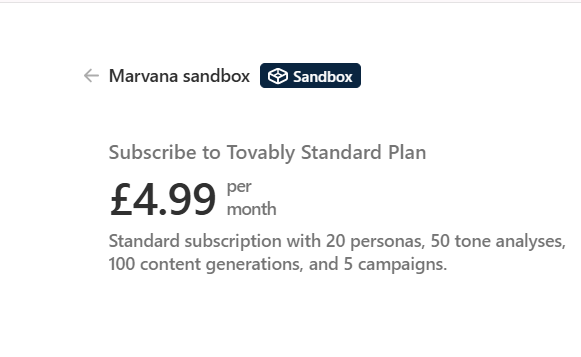 Marvana sandbox Sandbox
Subscribe to Tovably Standard Plan
£4.99 per
month
Standard subscription with 20 personas, 50 tone analyses,
100 content generations, and 5 campaigns.